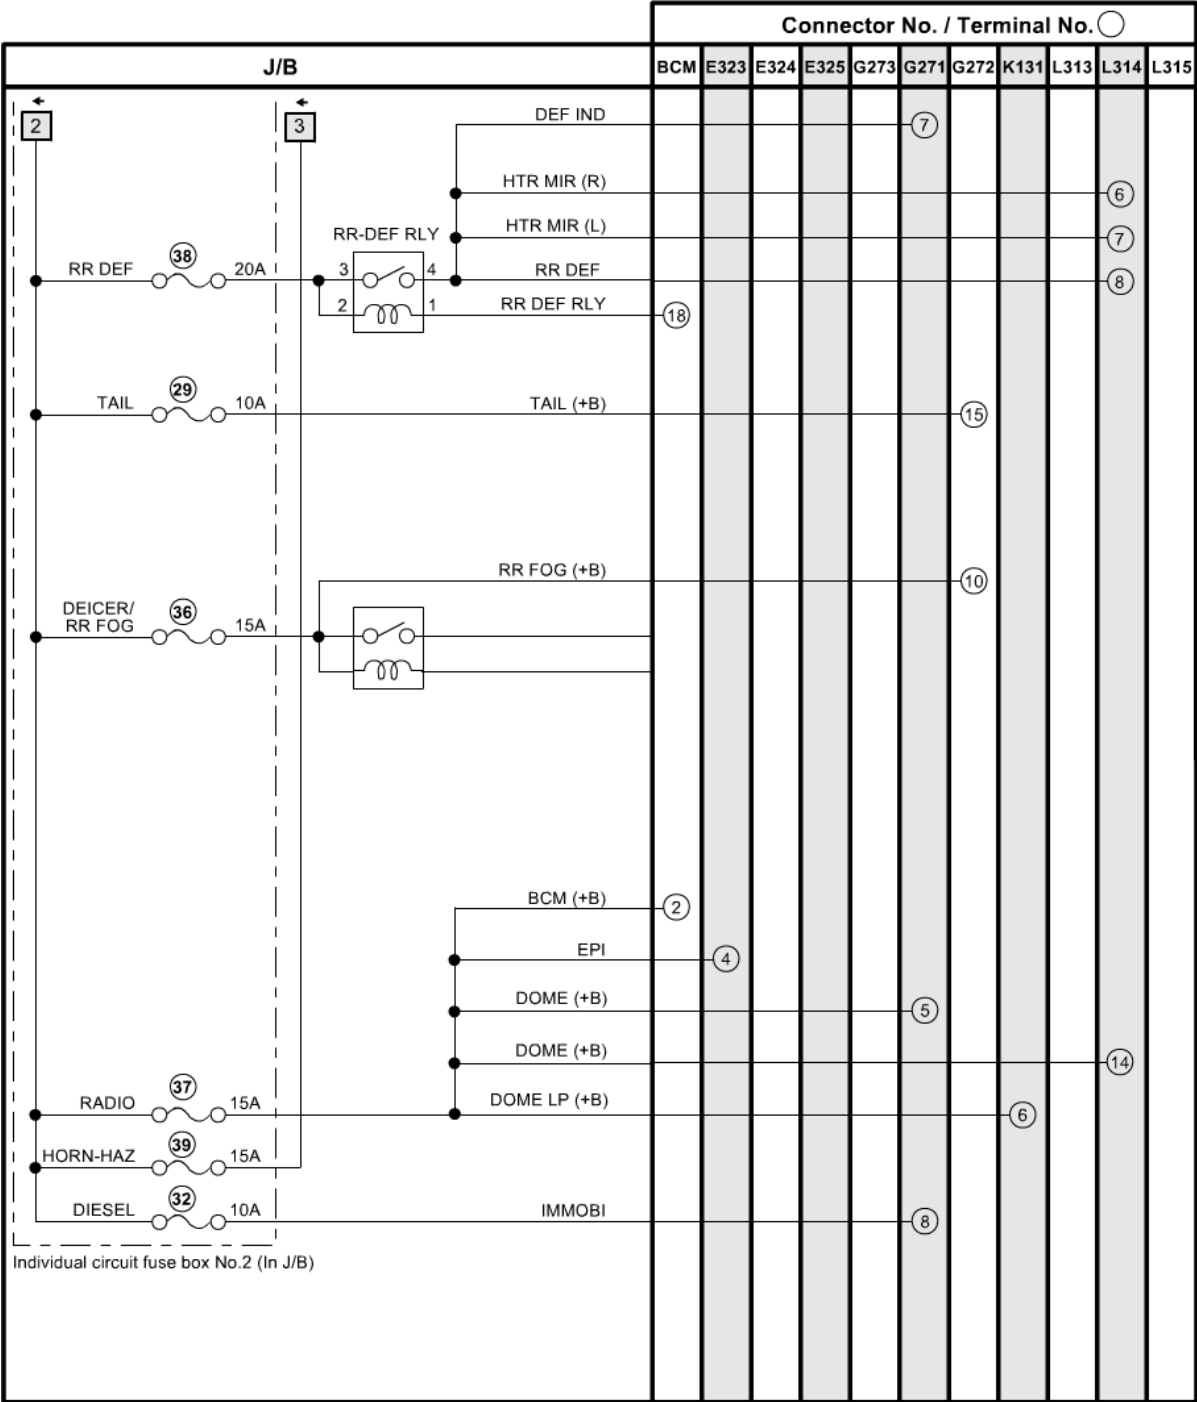 Connector No. / Terminal No.
J/B
BCM E323 E324 E325 G273 G271 G272 K131 L313 L314 L315
2
3
DEF IND
7
HTR MIR (R)
6
HTR MIR (L)
7
RR-DEF RLY
RR DEF 38 20A
3 4
RR DEF
8
2 1
RR DEF RLY
18
TAIL 29 10A
TAIL (+B)
15
RR FOG (+B)
10
DEICER/
RR FOG 36 15A
BCM (+B)
2
EPI
4
DOME (+B)
5
DOME (+B)
14
RADIO 37 15A
DOME LP (+B)
6
HORN-HAZ 39 15A
DIESEL 32 10A
IMMOBI
8
Individual circuit fuse box No.2 (In J/B)